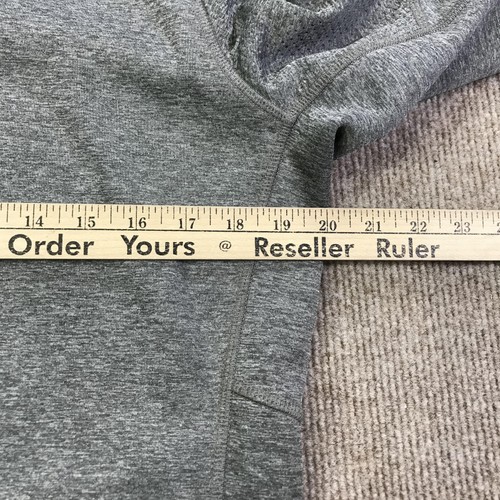 14 15 16 17 18 19 20 21 22 23
Order Yours @ Reseller Ruler